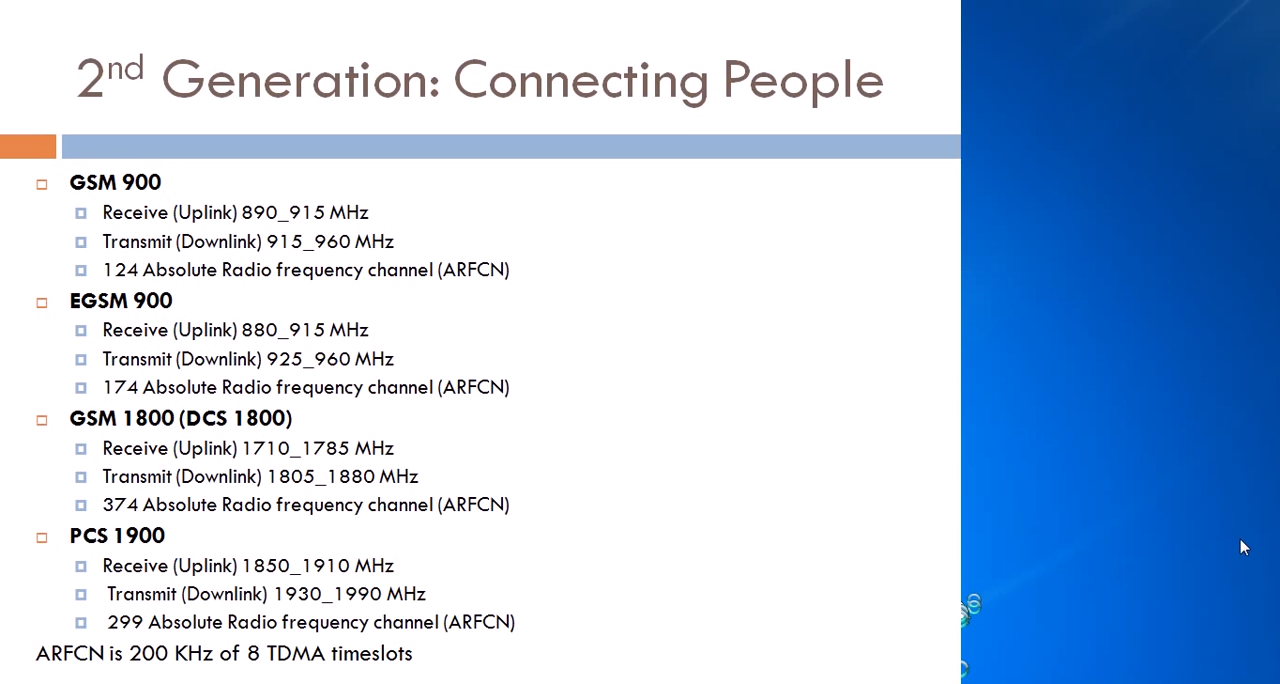 2nd Generation: Connecting People
GSM 900
Receive (Uplink) 890_915 MHz
Transmit (Downlink) 915_960 MHz
124 Absolute Radio frequency channel (ARFCN)
EGSM 900
Receive (Uplink) 880_915 MHz
Transmit (Downlink) 925_960 MHz
174 Absolute Radio frequency channel (ARFCN)
GSM 1800 (DCS 1800)
Receive (Uplink) 1710_1785 MHz
Transmit (Downlink) 1805_1880 MHz
374 Absolute Radio frequency channel (ARFCN)
PCS 1900
Receive (Uplink) 1850_1910 MHz
Transmit (Downlink) 1930_1990 MHz
299 Absolute Radio frequency channel (ARFCN)
ARFCN is 200 KHz of 8 TDMA timeslots